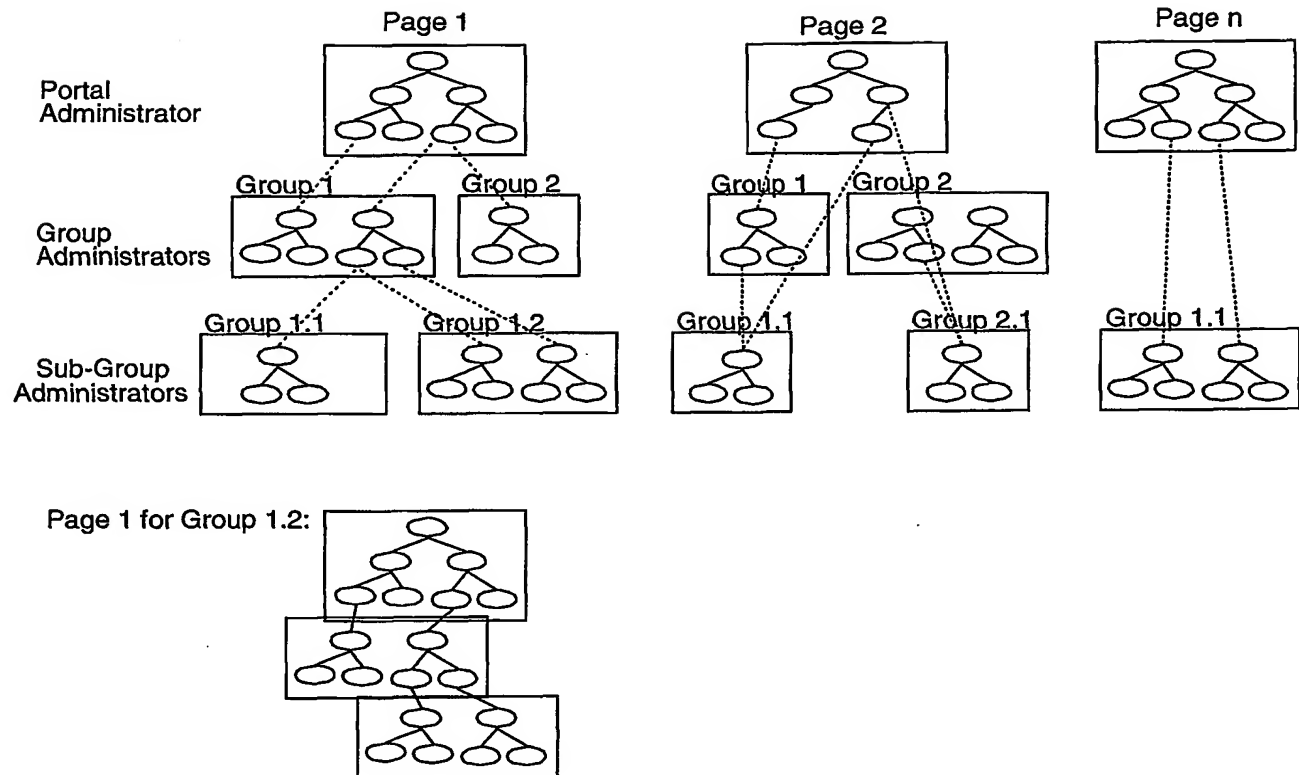 Page 1
Page 2
Page n
Portal
Administrator
Group 1
Group 2
Group 1
Group 2
Group
Administrators
Group 1.1
Group 1.2
Group 1.1
Group 2.1
Group 1.1
Sub-Group
Administrators
Page 1 for Group 1.2: